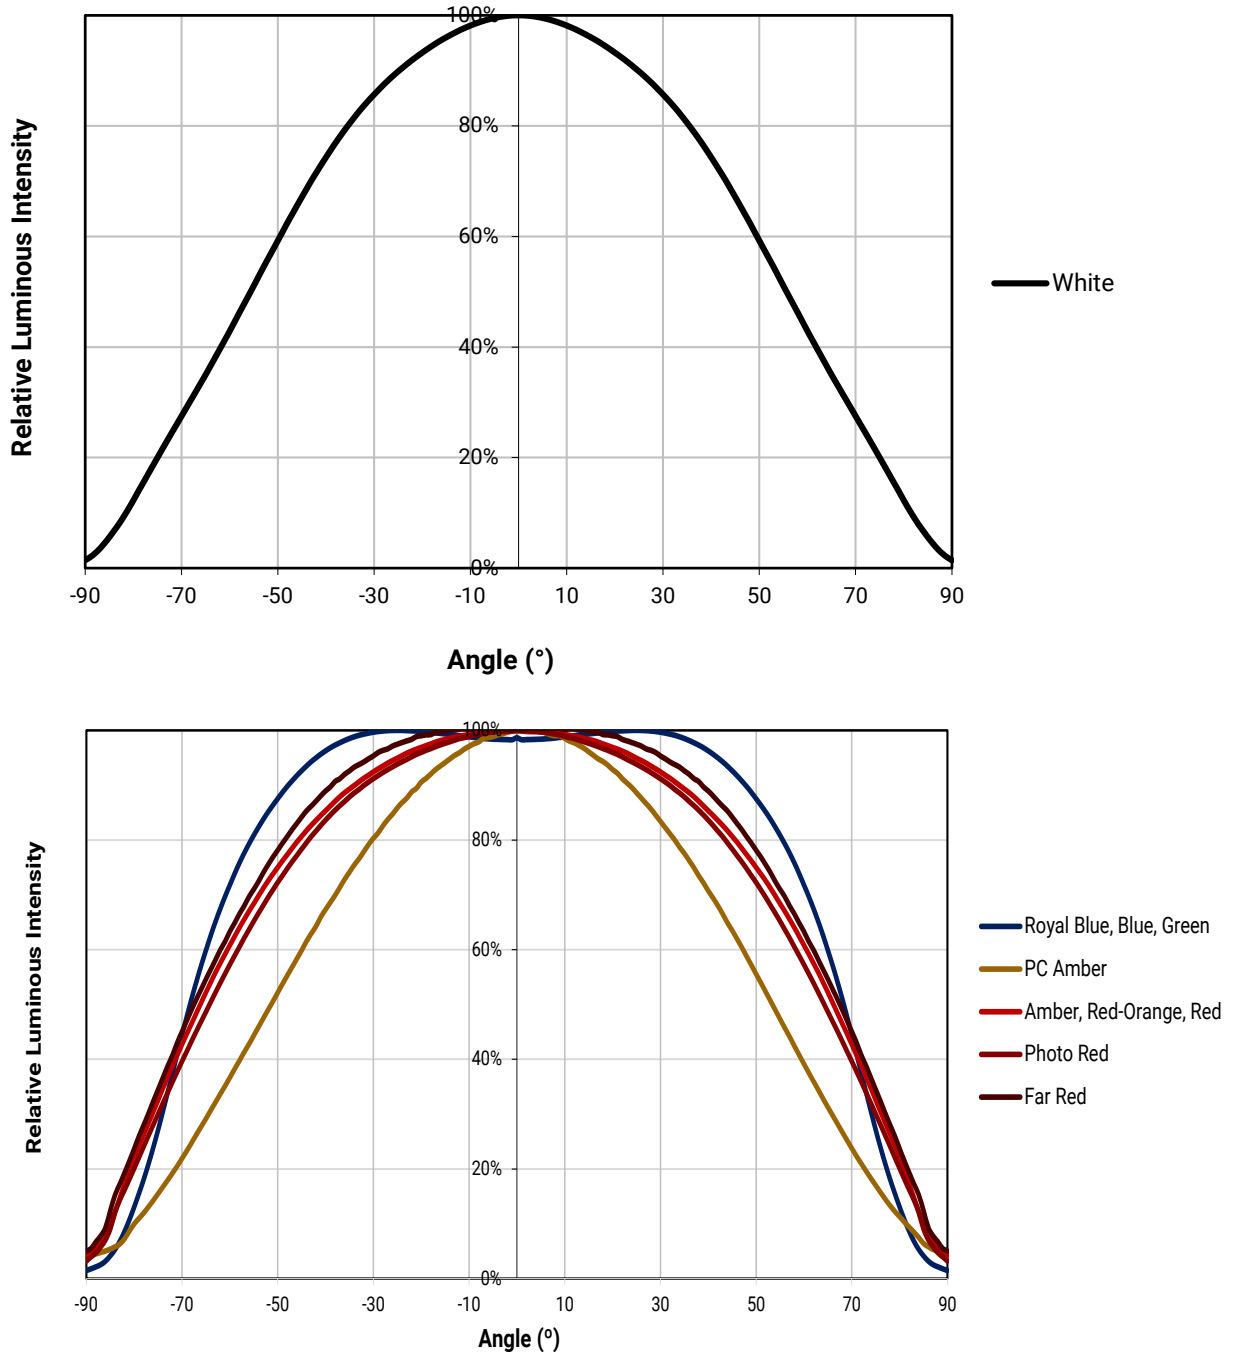 100%
80%
60%
40%
20%
0%
-90 -70 -50 -30 -10 10 30 50 70 90
Relative Luminous Intensity
Angle (°)
White
100%
80%
60%
40%
20%
0%
-90 -70 -50 -30 -10 10 30 50 70 90
Relative Luminous Intensity
Angle (º)
Royal Blue, Blue, Green
PC Amber
Amber, Red-Orange, Red
Photo Red
Far Red